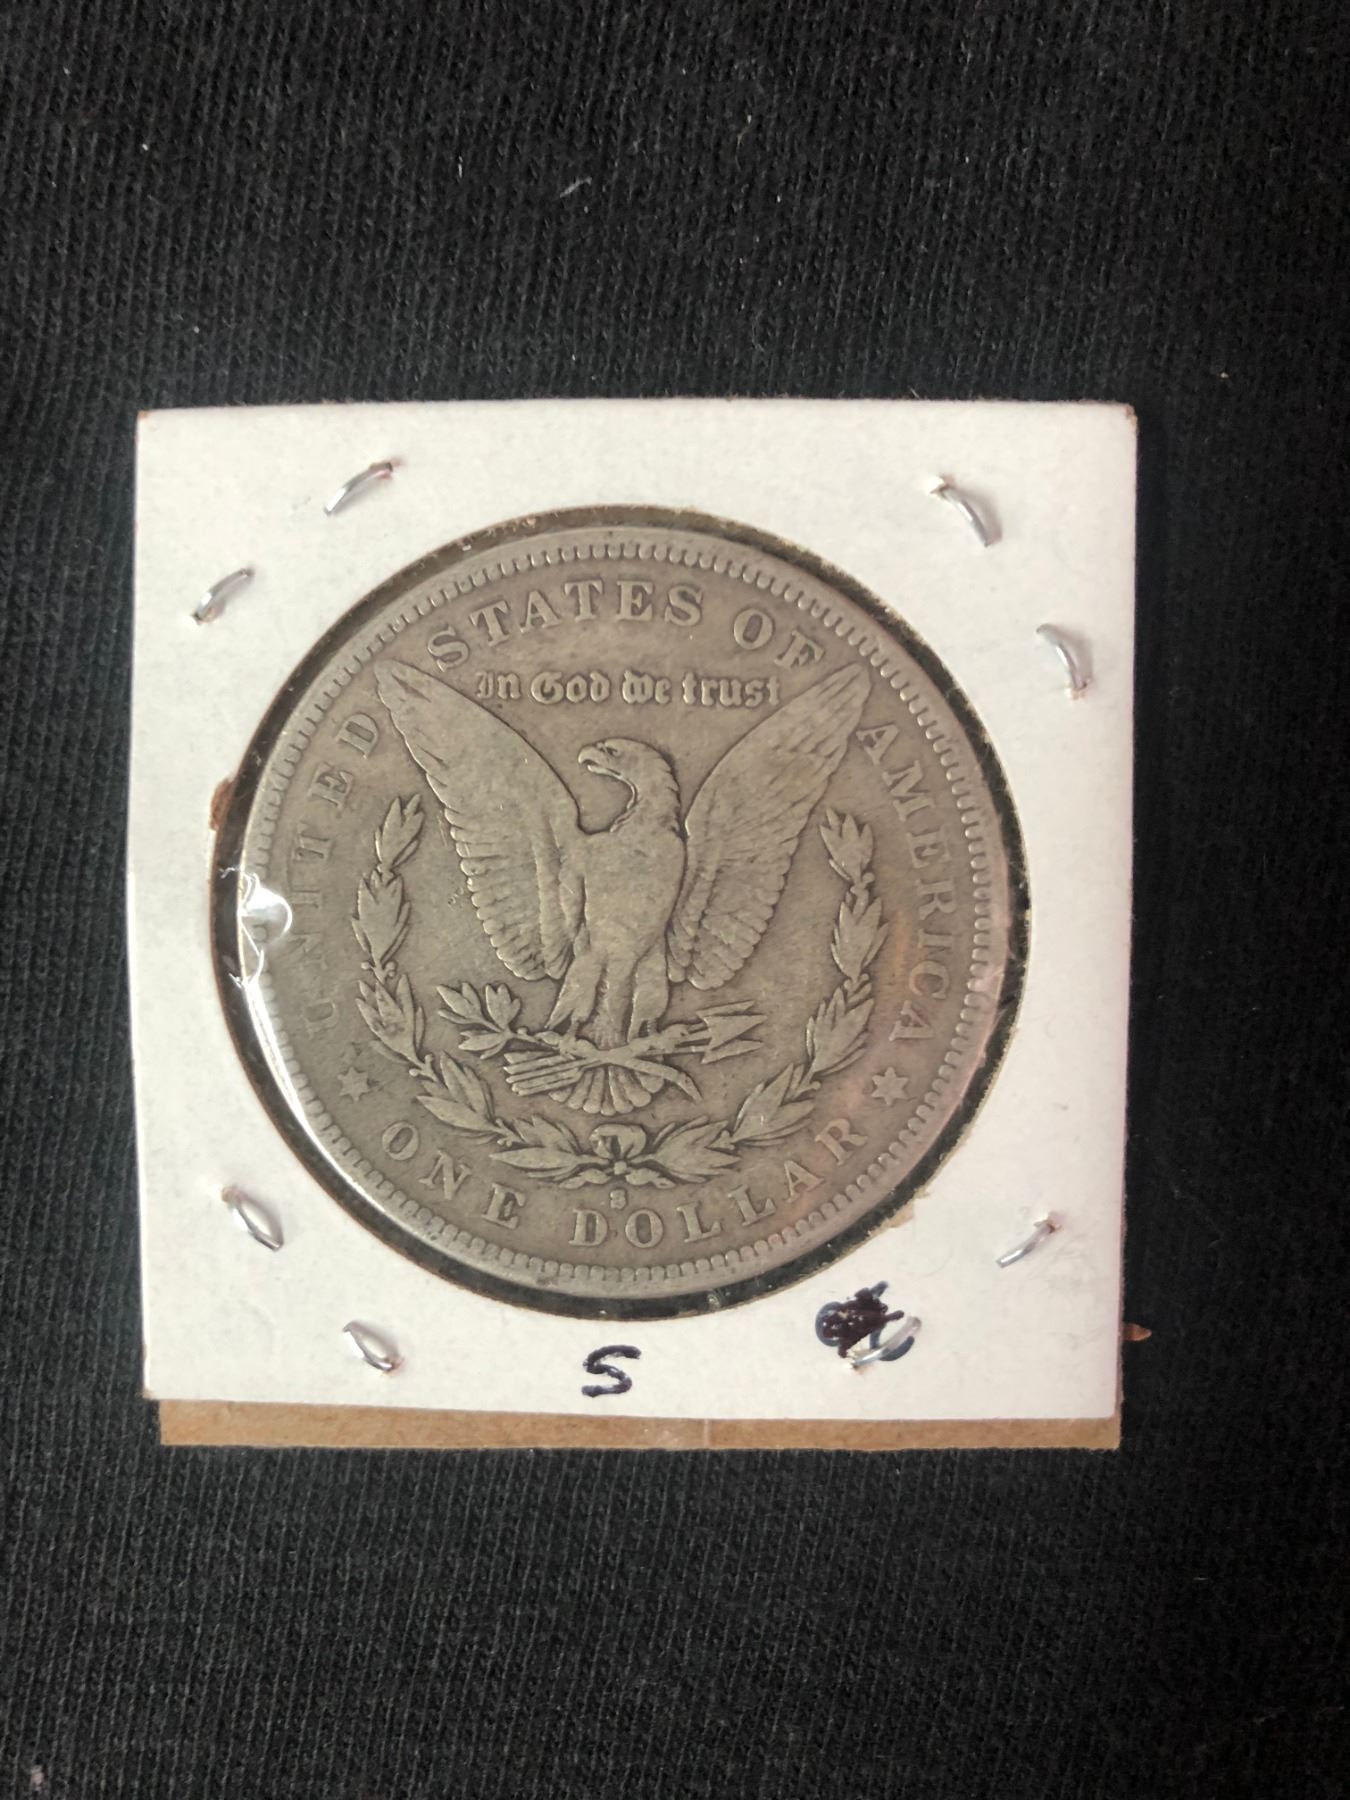 UNITED STATES OF AMERICA
In God we trust
S
ONE DOLLAR
S